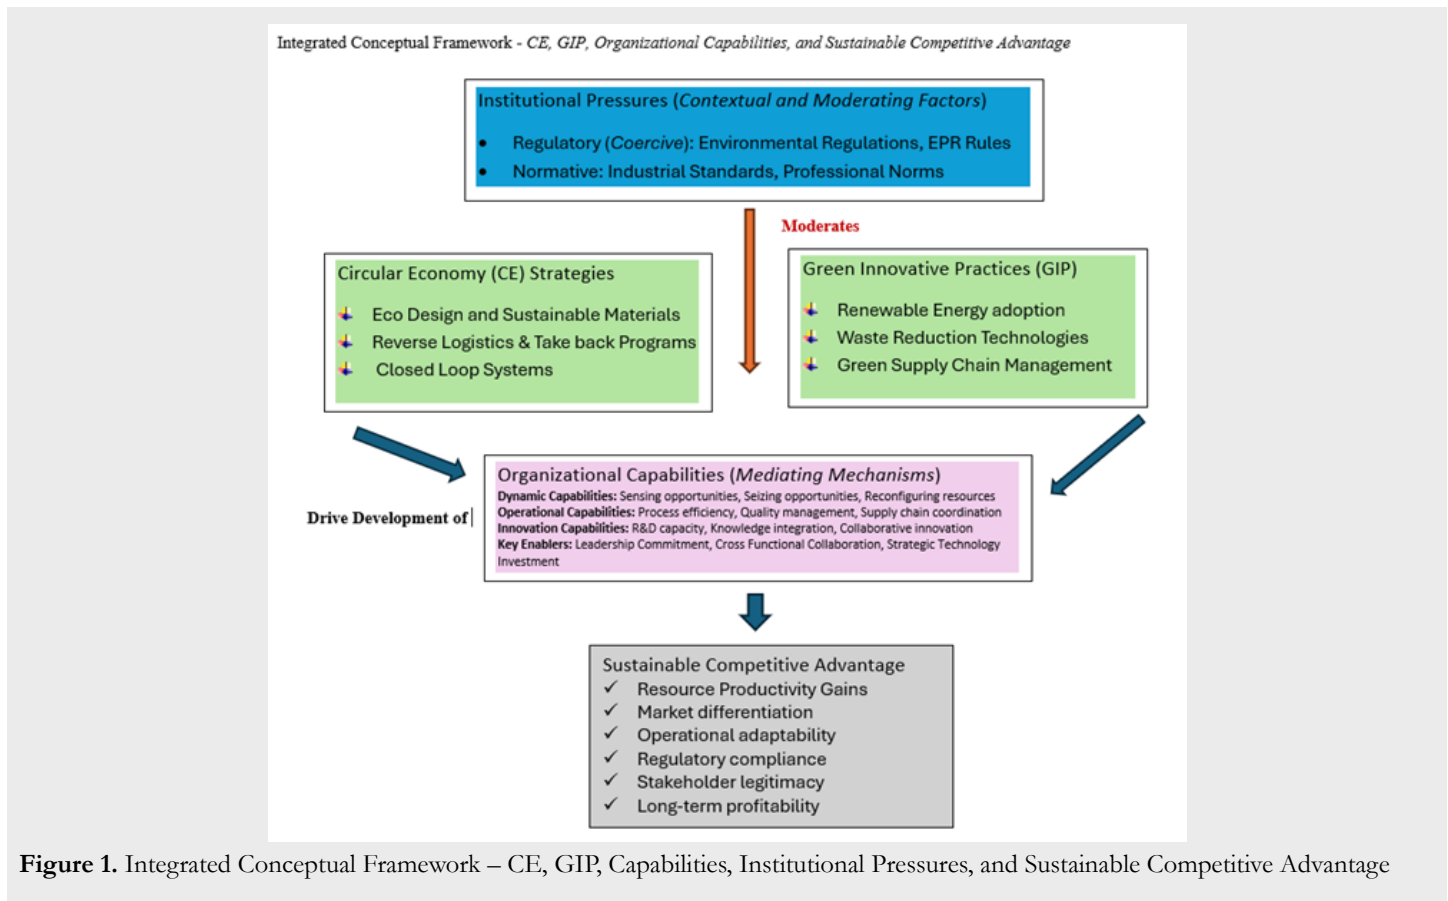 Integrated Conceptual Framework - CE, GIP, Organizational Capabilities, and Sustainable Competitive Advantage
Institutional Pressures (Contextual and Moderating Factors)
• Regulatory (Coercive): Environmental Regulations, EPR Rules
• Normative: Industrial Standards, Professional Norms
Moderates
Circular Economy (CE) Strategies
Eco Design and Sustainable Materials
Reverse Logistics & Take back Programs
Closed Loop Systems
Green Innovative Practices (GIP)
Renewable Energy adoption
Waste Reduction Technologies
Green Supply Chain Management
Drive Development of
Organizational Capabilities (Mediating Mechanisms)
Dynamic Capabilities: Sensing opportunities, Seizing opportunities, Reconfiguring resources
Operational Capabilities: Process efficiency, Quality management, Supply chain coordination
Innovation Capabilities: R&D capacity, Knowledge integration, Collaborative innovation
Key Enablers: Leadership Commitment, Cross Functional Collaboration, Strategic Technology
Investment
Sustainable Competitive Advantage
✓ Resource Productivity Gains
✓ Market differentiation
✓ Operational adaptability
✓ Regulatory compliance
✓ Stakeholder legitimacy
✓ Long-term profitability
Figure 1. Integrated Conceptual Framework – CE, GIP, Capabilities, Institutional Pressures, and Sustainable Competitive Advantage